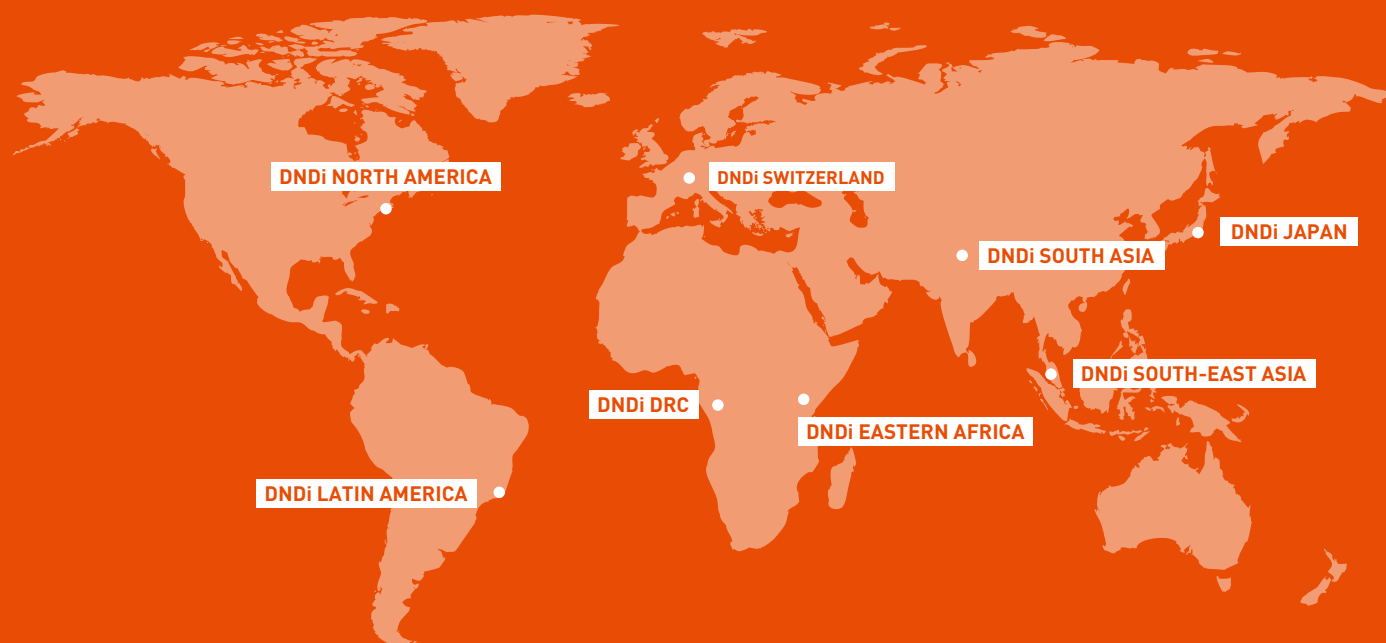 DNDi NORTH AMERICA
DNDi SWITZERLAND
DNDi JAPAN
DNDi SOUTH ASIA
DNDi SOUTH-EAST ASIA
DNDi DRC
DNDi EASTERN AFRICA
DNDi LATIN AMERICA